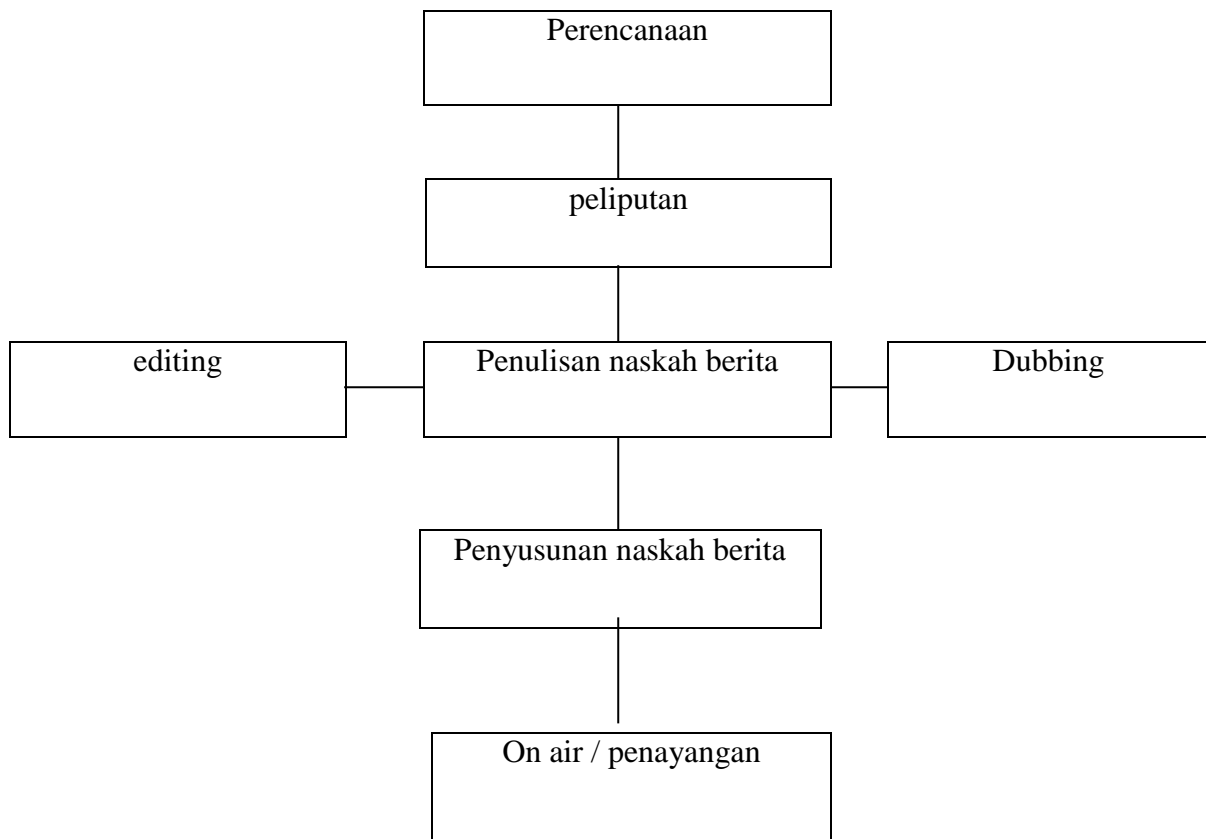 Perencanaan
peliputan
editing
Penulisan naskah berita
Dubbing
Penyusunan naskah berita
On air / penayangan